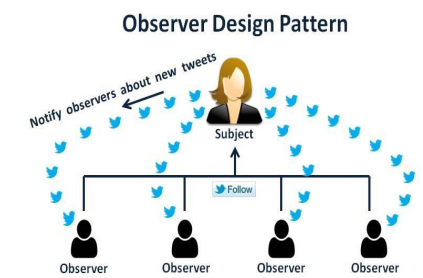 Observer Design Pattern
Notify observers about new tweets
Subject
Follow
Observer
Observer
Observer
Observer